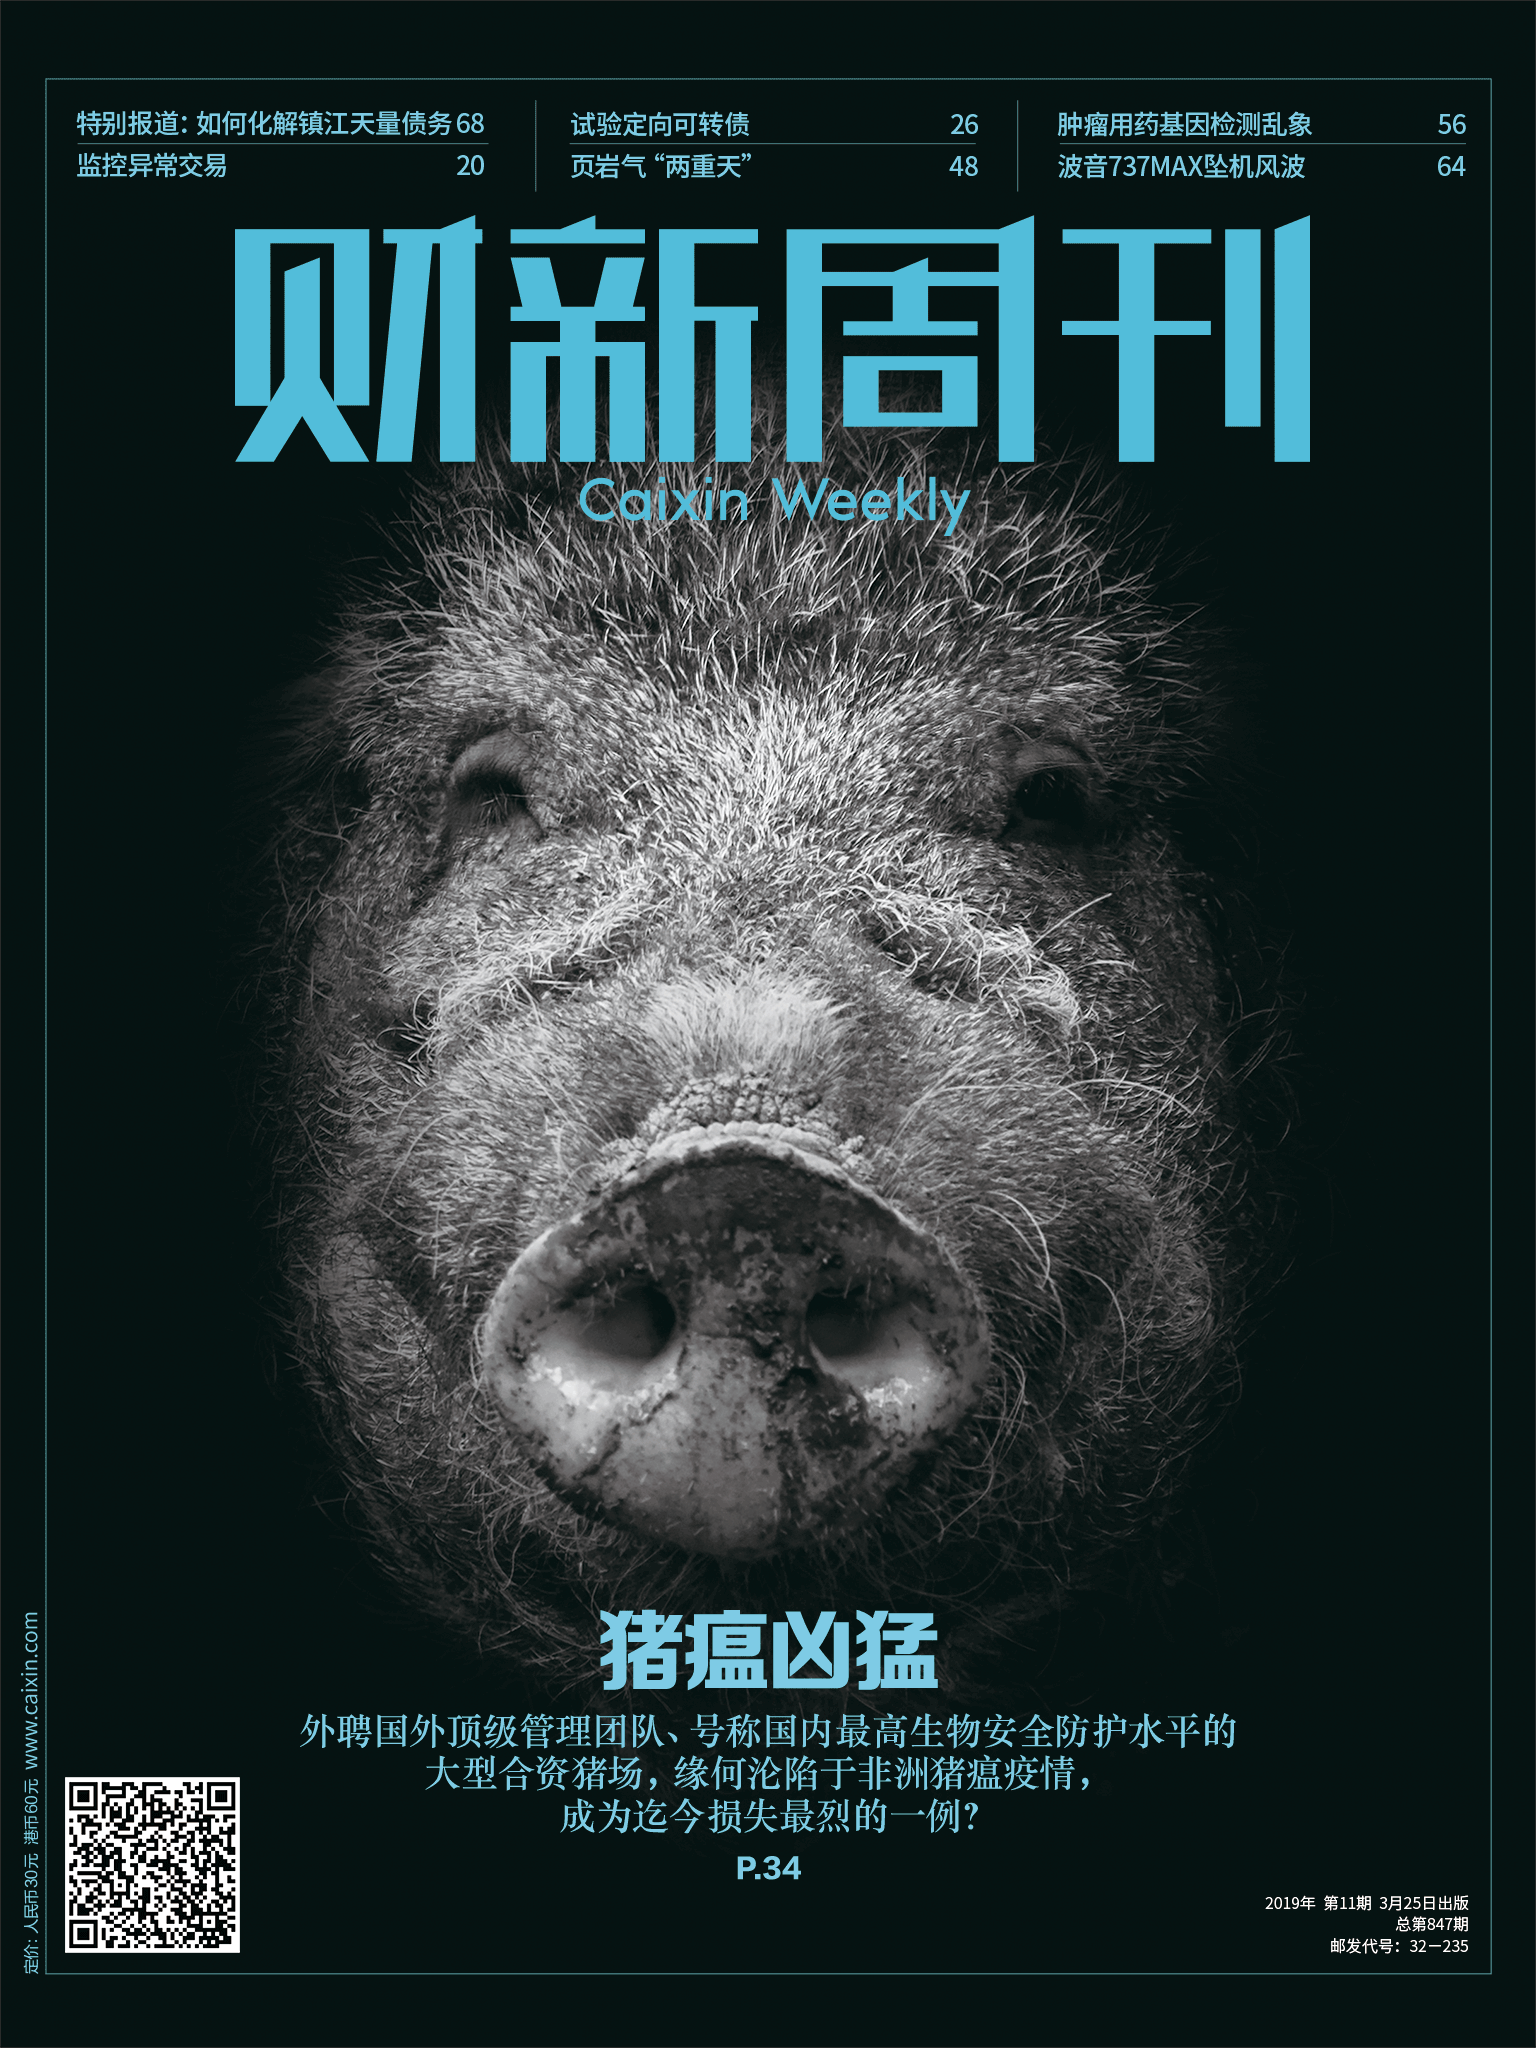 特别报道：如何化解镇江天量债务 68
监控异常交易 20
试验定向可转债 26
页岩气“两重天” 48
肿瘤用药基因检测乱象 56
波音737MAX坠机风波 64
财新周刊
Caixin Weekly
猪瘟凶猛
外聘国外顶级管理团队、号称国内最高生物安全防护水平的
大型合资猪场，缘何沦陷于非洲猪瘟疫情，
成为迄今损失最烈的一例？
P.34
定价：人民币30元 港币60元 www.caixin.com
2019年 第11期 3月25日出版
总第847期
邮发代号：32－235